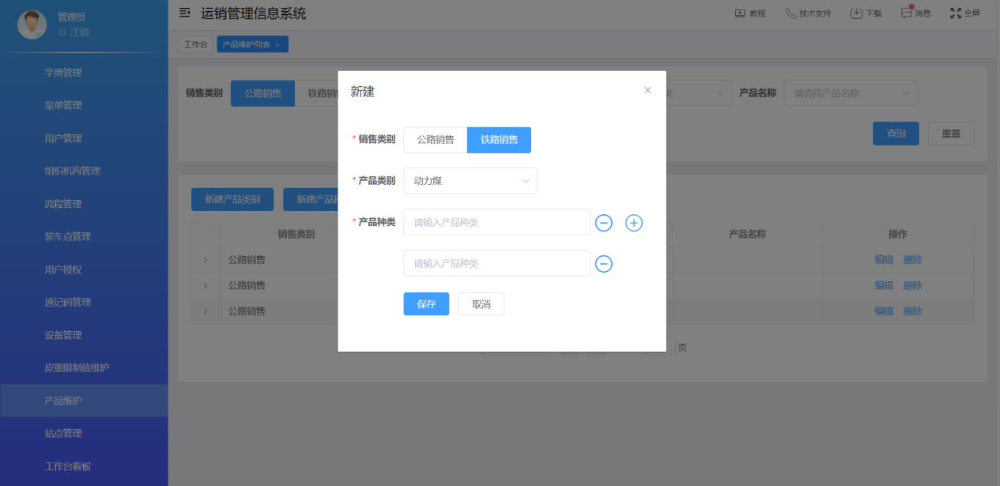 管理员
注销
字典管理
菜单管理
用户管理
组织机构管理
流程管理
装车点管理
用户授权
速记码管理
设备管理
皮重限制值维护
产品维护
站点管理
工作台看板
运销管理信息系统
教程 技术支持 下载 消息 全屏
工作台 产品维护列表 ×
销售类别 公路销售 铁路销 产品名称 请选择产品名称
查询 重置
新建产品类别 新建产品
销售类别 产品名称 操作
公路销售 编辑 删除
公路销售 编辑 删除
公路销售 编辑 删除
页
新建
* 销售类别 公路销售 铁路销售
* 产品类别 动力煤
* 产品种类 请输入产品种类
请输入产品种类
保存 取消